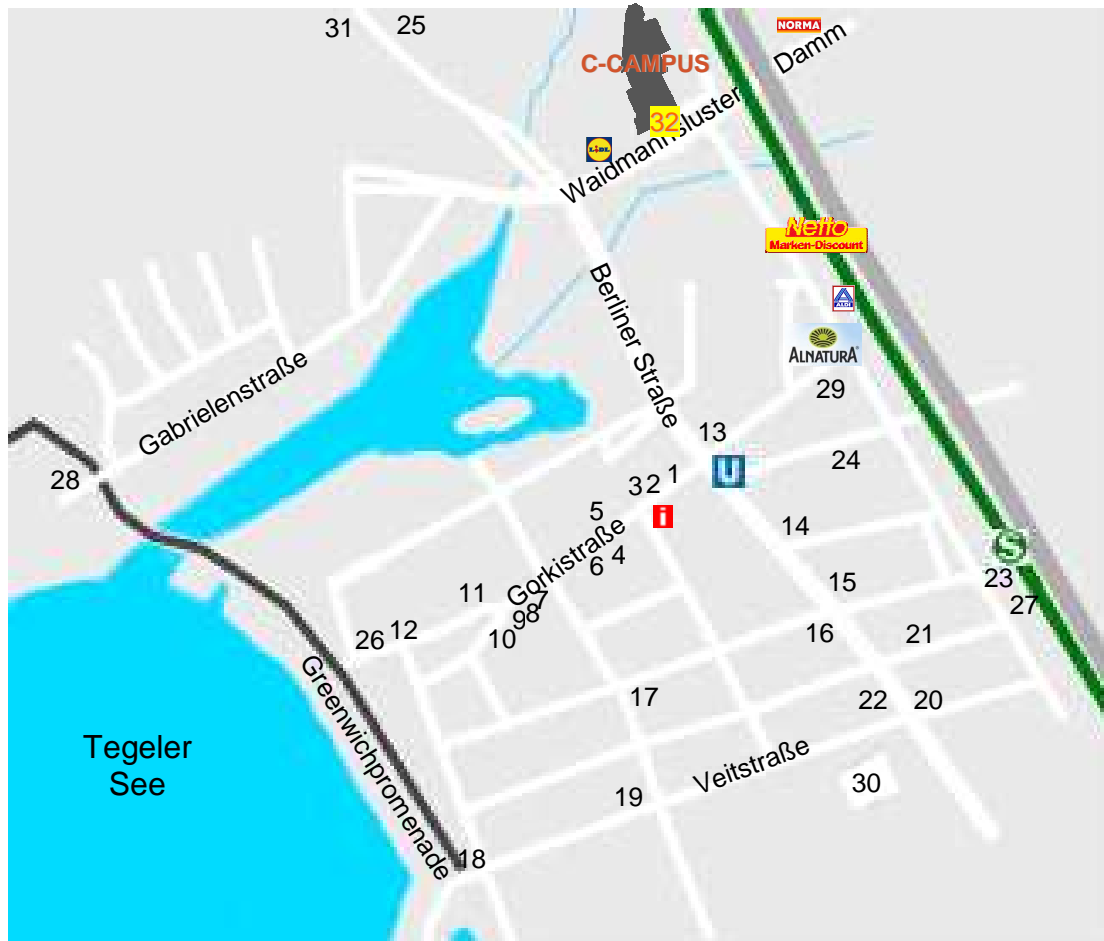 31
25
NORMA
Damm
C-CAMPUS
32
LIDL
Waidmannsluster
Netto
Marken-Discount
Berliner Straße
ALDI
ALNATURA
29
Gabrielenstraße
13
24
28
1
2
3
U
i
5
14
Gorkistraße
4
6
S
23
15
27
11
7
8
9
10
12
26
16
21
Greenwichpromenade
17
22
20
Tegeler
See
Veitstraße
30
19
18